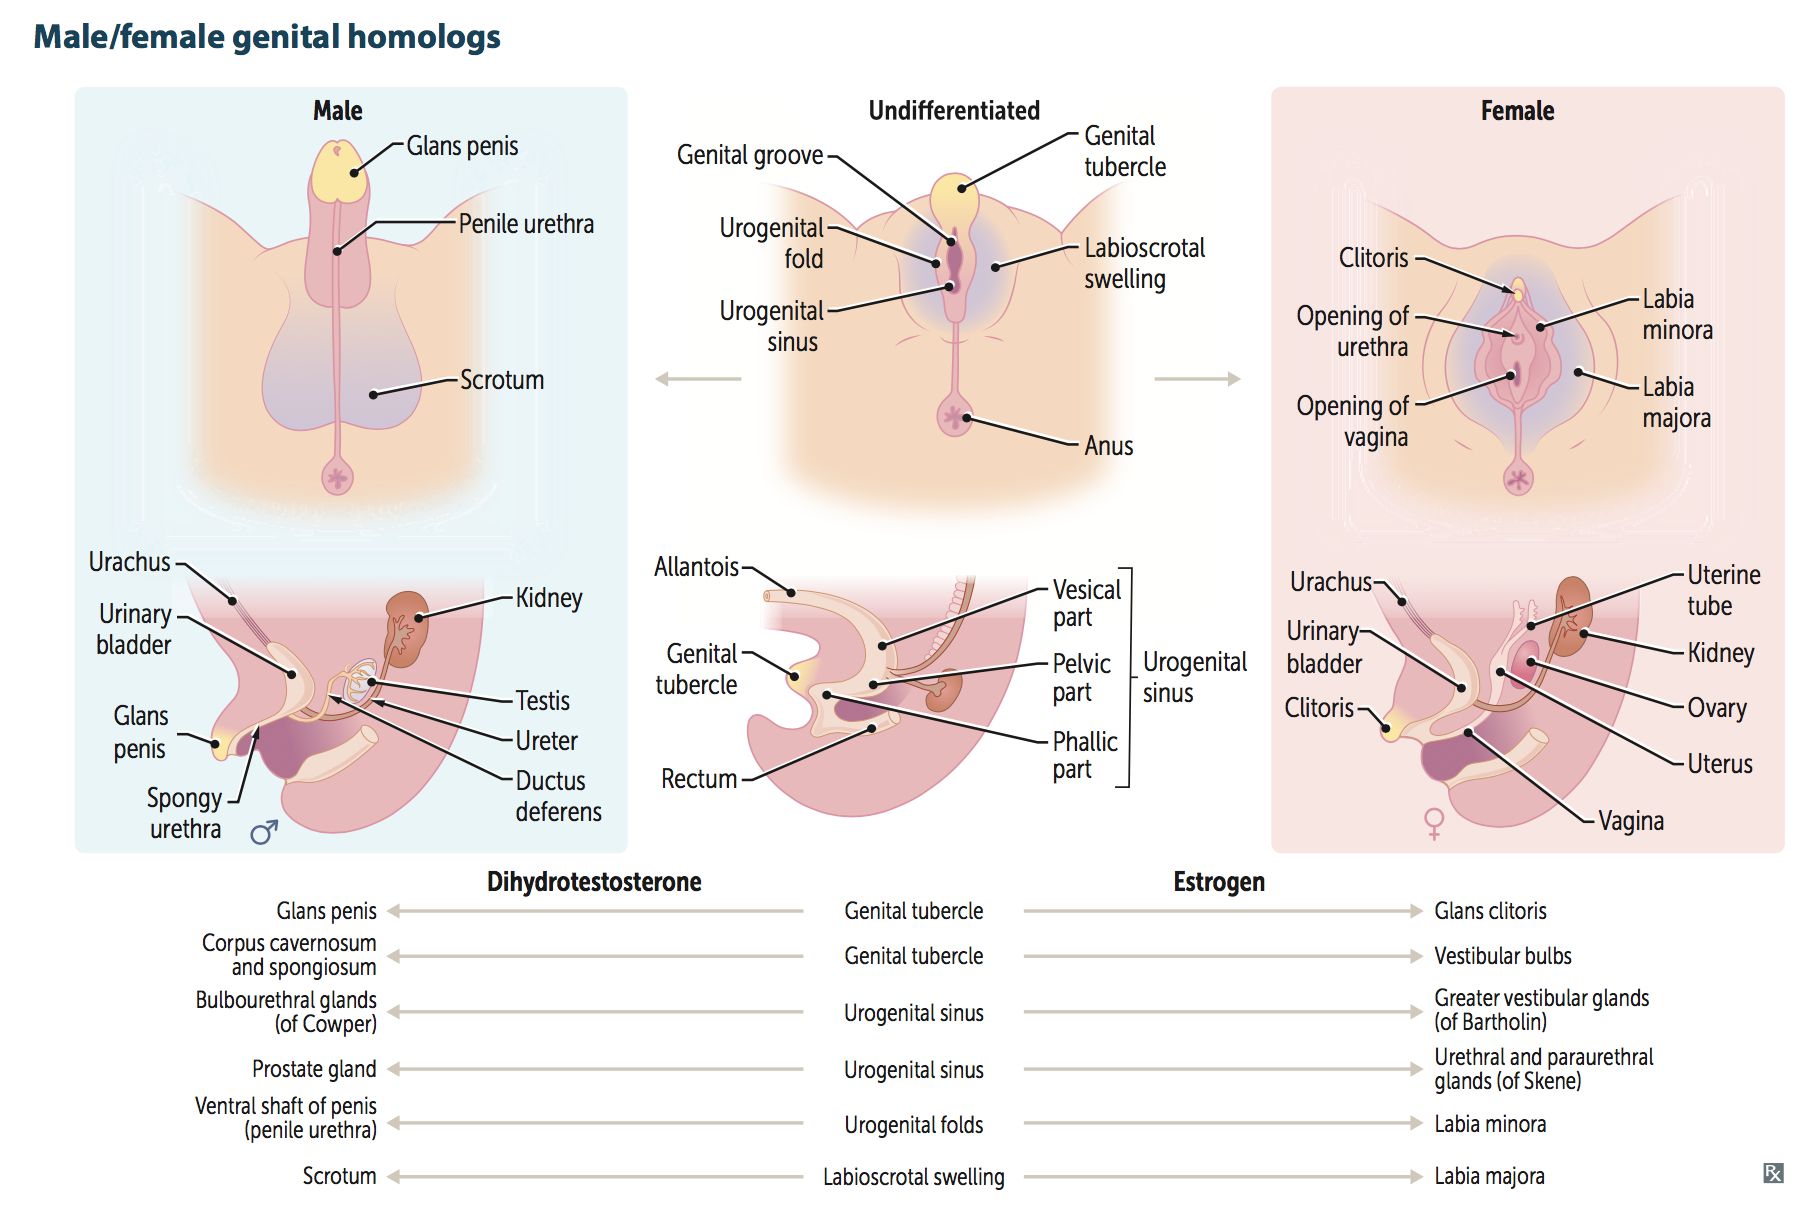 Male/female genital homologs
Male
Glans penis
Penile urethra
Scrotum
Undifferentiated
Genital groove
Genital
tubercle
Urogenital
fold
Labioscrotal
swelling
Urogenital
sinus
Anus
Female
Clitoris
Opening of
urethra
Opening of
vagina
Labia
minora
Labia
majora
Urachus
Urinary
bladder
Glans
penis
Spongy
urethra
♂
Kidney
Testis
Ureter
Ductus
deferens
Allantois
Genital
tubercle
Rectum
Vesical
part
Pelvic
part
Phallic
part
Urogenital
sinus
Urachus
Urinary
bladder
Clitoris
♀
Uterine
tube
Kidney
Ovary
Uterus
Vagina
Dihydrotestosterone
Estrogen
Glans penis
Genital tubercle
Glans clitoris
Corpus cavernosum
and spongiosum
Genital tubercle
Vestibular bulbs
Bulbourethral glands
(of Cowper)
Urogenital sinus
Greater vestibular glands
(of Bartholin)
Prostate gland
Urogenital sinus
Urethral and paraurethral
glands (of Skene)
Ventral shaft of penis
(penile urethra)
Urogenital folds
Labia minora
Scrotum
Labioscrotal swelling
Labia majora
Rx